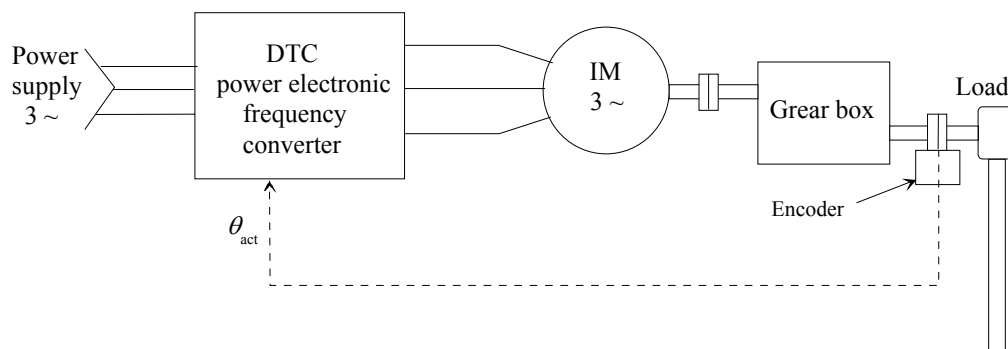 Power
supply
3 ~
DTC
power electronic
frequency
converter
IM
3 ~
Grear box
Load
Encoder
θact